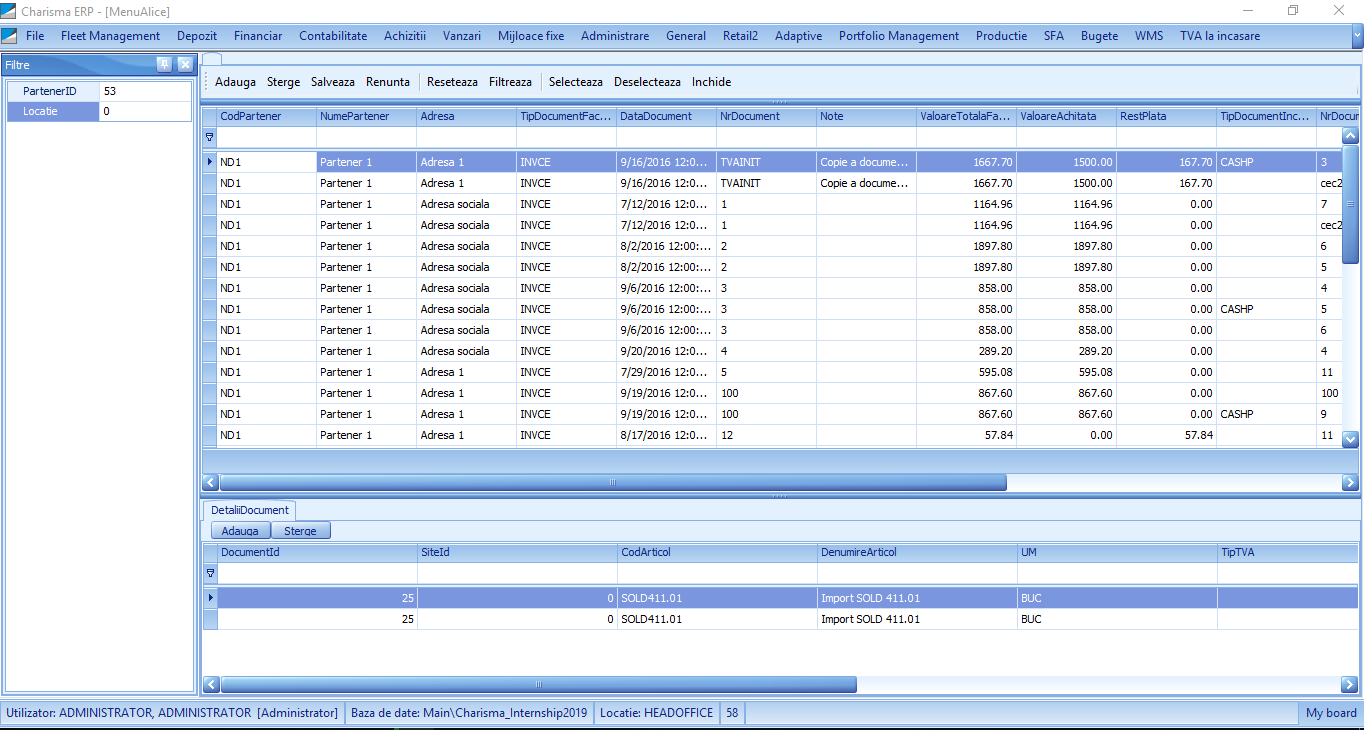 Charisma ERP - [MenuAlice]
File Fleet Management Depozit Financiar Contabilitate Achizitii Vanzari Mijloace fixe Administrare General Retail2 Adaptive Portfolio Management Productie SFA Bugete WMS TVA la incasare
Filtre
PartenerID 53
Locatie 0
Adauga Sterge Salveaza Renunta Reseteaza Filtreaza Selecteaza Deselecteaza Inchide
CodPartener NumePartener Adresa TipDocumentFac... DataDocument NrDocument Note ValoareTotalaFa... ValoareAchitata RestPlata TipDocumentInc... NrDocur
ND1 Partener 1 Adresa 1 INVCE 9/16/2016 12:0... TVAINIT Copie a docume... 1667.70 1500.00 167.70 CASHP 3
ND1 Partener 1 Adresa 1 INVCE 9/16/2016 12:0... TVAINIT Copie a docume... 1667.70 1500.00 167.70 cec2
ND1 Partener 1 Adresa sociala INVCE 7/12/2016 12:0... 1 1164.96 1164.96 0.00 7
ND1 Partener 1 Adresa sociala INVCE 7/12/2016 12:0... 1 1164.96 1164.96 0.00 cec2
ND1 Partener 1 Adresa sociala INVCE 8/2/2016 12:00:... 2 1897.80 1897.80 0.00 6
ND1 Partener 1 Adresa sociala INVCE 8/2/2016 12:00:... 2 1897.80 1897.80 0.00 5
ND1 Partener 1 Adresa sociala INVCE 9/6/2016 12:00:... 3 858.00 858.00 0.00 4
ND1 Partener 1 Adresa sociala INVCE 9/6/2016 12:00:... 3 858.00 858.00 0.00 CASHP 5
ND1 Partener 1 Adresa sociala INVCE 9/6/2016 12:00:... 3 858.00 858.00 0.00 6
ND1 Partener 1 Adresa sociala INVCE 9/20/2016 12:0... 4 289.20 289.20 0.00 4
ND1 Partener 1 Adresa 1 INVCE 7/29/2016 12:0... 5 595.08 595.08 0.00 11
ND1 Partener 1 Adresa 1 INVCE 9/19/2016 12:0... 100 867.60 867.60 0.00 100
ND1 Partener 1 Adresa 1 INVCE 9/19/2016 12:0... 100 867.60 867.60 0.00 CASHP 9
ND1 Partener 1 Adresa 1 INVCE 8/17/2016 12:0... 12 57.84 0.00 57.84 11
DetaliiDocument
Adauga Sterge
DocumentId SiteId CodArticol DenumireArticol UM TipTVA
25 0 SOLD411.01 Import SOLD 411.01 BUC
25 0 SOLD411.01 Import SOLD 411.01 BUC
Utilizator: ADMINISTRATOR, ADMINISTRATOR [Administrator] Baza de date: Main\Charisma_Internship2019 Locatie: HEADOFFICE 58 My board